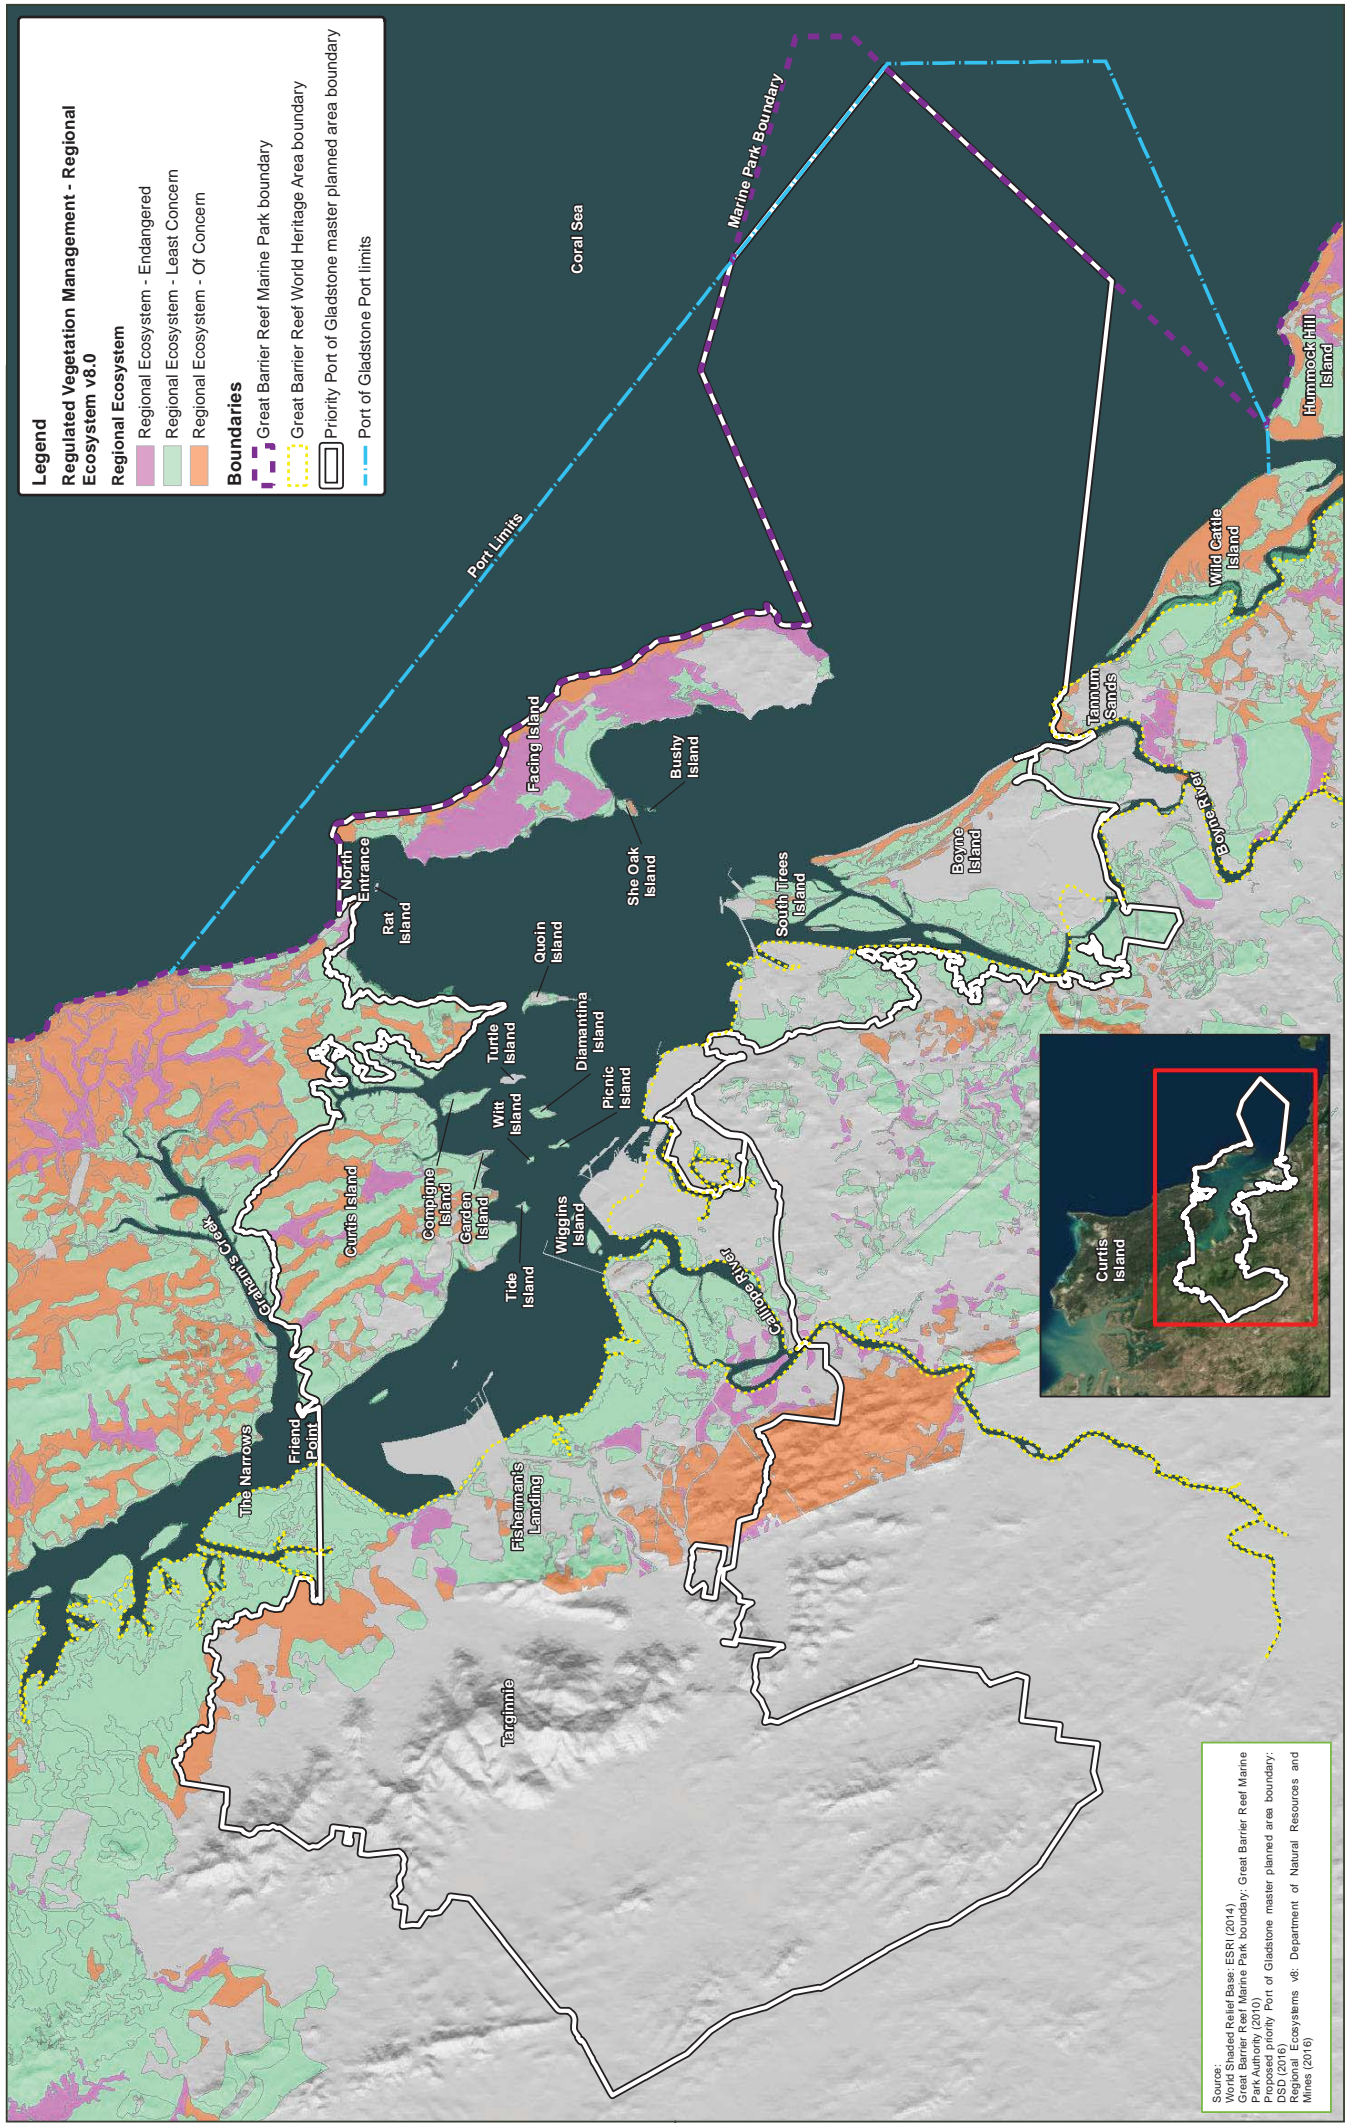 Legend
Regulated Vegetation Management - Regional
Ecosystem v8.0
Regional Ecosystem
Regional Ecosystem - Endangered
Regional Ecosystem - Least Concern
Regional Ecosystem - Of Concern
Boundaries
Great Barrier Reef Marine Park boundary
Great Barrier Reef World Heritage Area boundary
Priority Port of Gladstone master planned area boundary
Port of Gladstone Port limits
Marine Park Boundary
Coral Sea
Port Limits
Hummock Hill
Island
Wild Cattle
Island
Tannum
Sands
Boyne River
Boyne
Island
South Trees
Island
Facing Island
Bushy
Island
She Oak
Island
North
Entrance
Rat
Island
Quoin
Island
Turtle
Island
Diamantina
Island
Witt
Island
Picnic
Island
Curtis Island
Compigne
Island
Garden
Island
Tide
Island
Wiggins
Island
Calliope River
Graham's Creek
The Narrows
Friend
Point
Fisherman's
Landing
Targinnie
Curtis
Island
Source:
World Shaded Relief Base: ESRI (2014)
Great Barrier Reef Marine Park boundary: Great Barrier Reef Marine
Park Authority (2010)
Proposed priority Port of Gladstone master planned area boundary:
DSD (2016)
Regional Ecosystems v8: Department of Natural Resources and
Mines (2016)